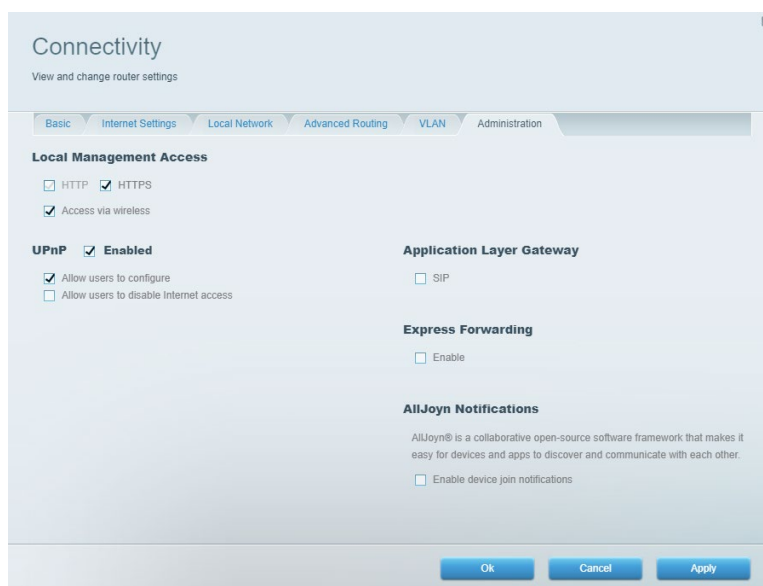 Connectivity
View and change router settings
Basic Internet Settings Local Network Advanced Routing VLAN Administration
Local Management Access
HTTP HTTPS
Access via wireless
UPnP Enabled
Allow users to configure
Allow users to disable Internet access
Application Layer Gateway
SIP
Express Forwarding
Enable
AllJoyn Notifications
AllJoyn® is a collaborative open-source software framework that makes it
easy for devices and apps to discover and communicate with each other.
Enable device join notifications
Ok Cancel Apply